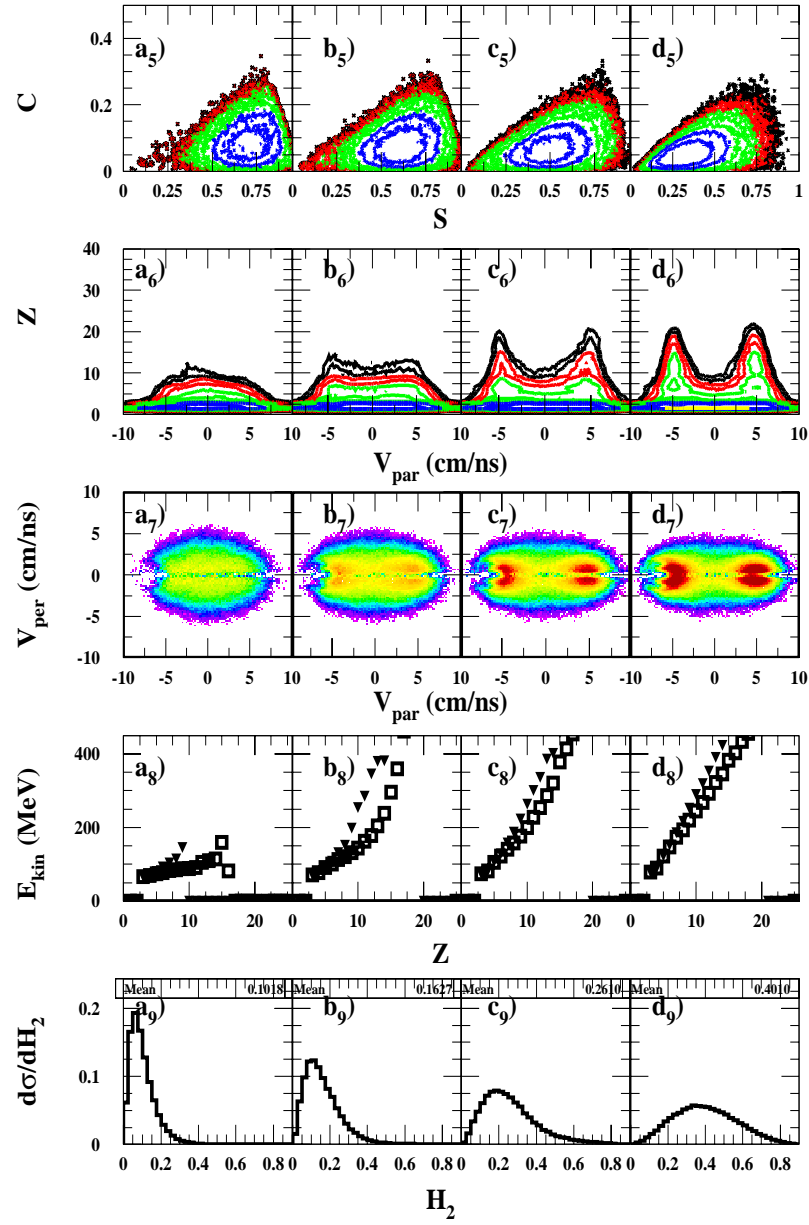 a5) b5) c5) d5)
0.4
0.2
0
C
0 0.25 0.5 0.75 0 0.25 0.5 0.75 0 0.25 0.5 0.75 0 0.25 0.5 0.75 1
S
a6) b6) c6) d6)
40
30
20
10
0
Z
-10 -5 0 5 10 -5 0 5 10 -5 0 5 10 -5 0 5 10
Vpar (cm/ns)
a7) b7) c7) d7)
10
5
0
-5
-10
Vper (cm/ns)
-10 -5 0 5 10 -5 0 5 10 -5 0 5 10 -5 0 5 10
Vpar (cm/ns)
a8) b8) c8) d8)
400
200
0
Ekin (MeV)
0 10 20 0 10 20 0 10 20 0 10 20
Z
Mean 0.1018 Mean 0.1627 Mean 0.2610 Mean 0.4010
a9) b9) c9) d9)
0.2
0.1
0
dσ/dH2
0 0.2 0.4 0.6 0.8 0 0.2 0.4 0.6 0.8 0 0.2 0.4 0.6 0.8 0 0.2 0.4 0.6 0.8
H2